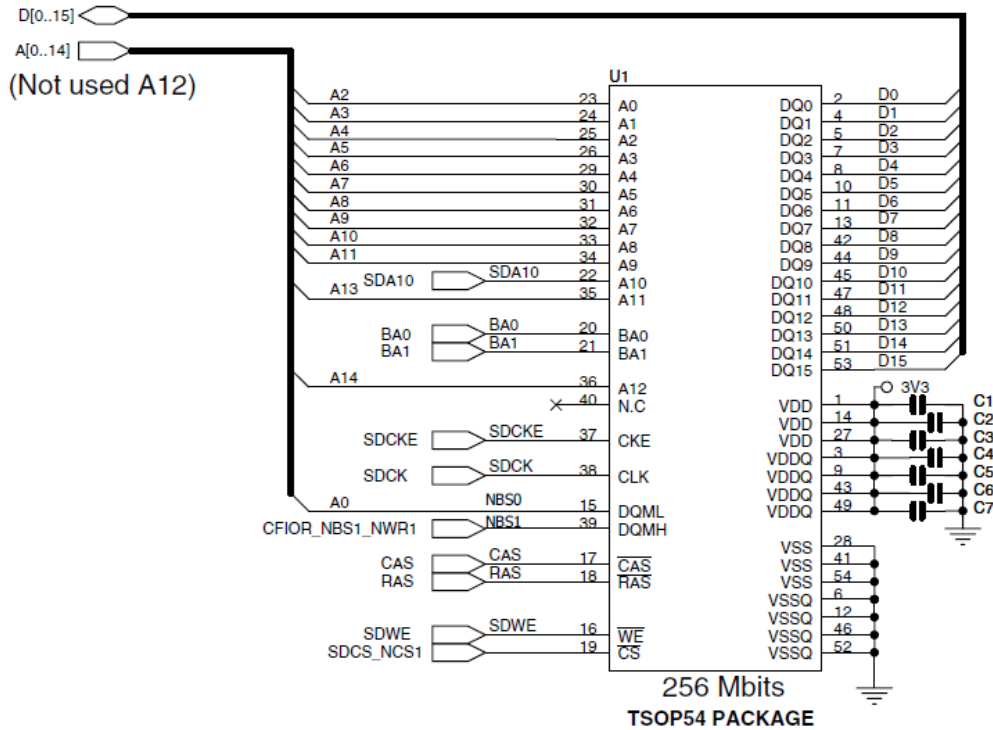 D[0..15]
A[0..14]
(Not used A12)
U1
A2 23 A0 DQ0 2 D0
A3 24 A1 DQ1 4 D1
A4 25 A2 DQ2 5 D2
A5 26 A3 DQ3 7 D3
A6 29 A4 DQ4 8 D4
A7 30 A5 DQ5 10 D5
A8 31 A6 DQ6 11 D6
A9 32 A7 DQ7 13 D7
A10 33 A8 DQ8 42 D8
A11 34 A9 DQ9 44 D9
SDA10 SDA10 22 A10 DQ10 45 D10
A13 35 A11 DQ11 47 D11
DQ12 48 D12
BA0 BA0 20 BA0 DQ13 50 D13
BA1 BA1 21 BA1 DQ14 51 D14
DQ15 53 D15
A14 36 A12 3V3
40 N.C VDD 1 C1
VDD 14 C2
SDCKE SDCKE 37 CKE VDD 27 C3
VDDQ 3 C4
SDCK SDCK 38 CLK VDDQ 9 C5
VDDQ 43 C6
A0 NBS0 15 DQML VDDQ 49 C7
CFIOR_NBS1_NWR1 NBS1 39 DQMH
VSS 28
CAS CAS 17 CAS VSS 41
RAS RAS 18 RAS VSS 54
VSSQ 6
VSSQ 12
SDWE SDWE 16 WE VSSQ 46
SDCS_NCS1 19 CS VSSQ 52
256 Mbits
TSOP54 PACKAGE